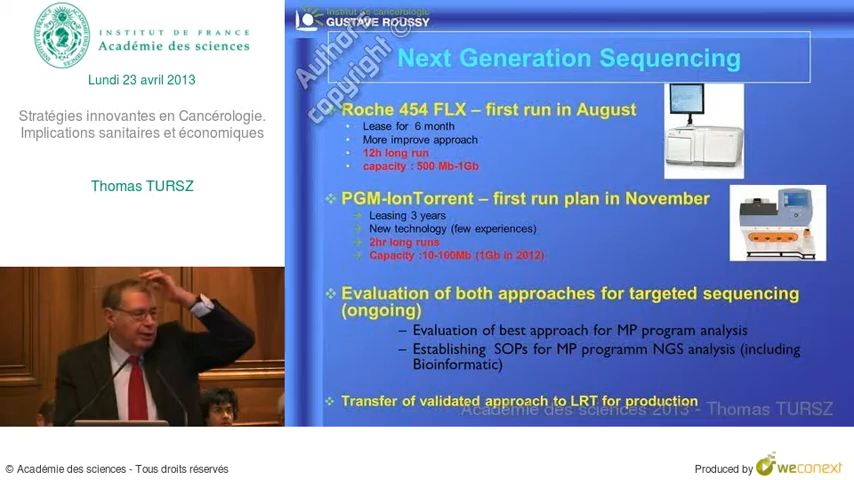 INSTITUT DE FRANCE
Académie des sciences
Lundi 23 avril 2013
Stratégies innovantes en Cancérologie.
Implications sanitaires et économiques
Thomas TURSZ
institut de cancérologie
GUSTAVE ROUSSY
Author
copyright ©
Next Generation Sequencing
Roche 454 FLX – first run in August
• Lease for 6 month
• More improve approach
• 12h long run
• capacity : 500 Mb-1Gb
❖ PGM-IonTorrent – first run plan in November
→ Leasing 3 years
→ New technology (few experiences)
→ 2hr long runs
→ Capacity :10-100Mb (1Gb in 2012)
❖ Evaluation of both approaches for targeted sequencing
(ongoing)
– Evaluation of best approach for MP program analysis
– Establishing SOPs for MP programm NGS analysis (including
Bioinformatic)
❖ Transfer of validated approach to LRT for production
Académie des sciences 2013 - Thomas TURSZ
© Académie des sciences - Tous droits réservés
Produced by weconext